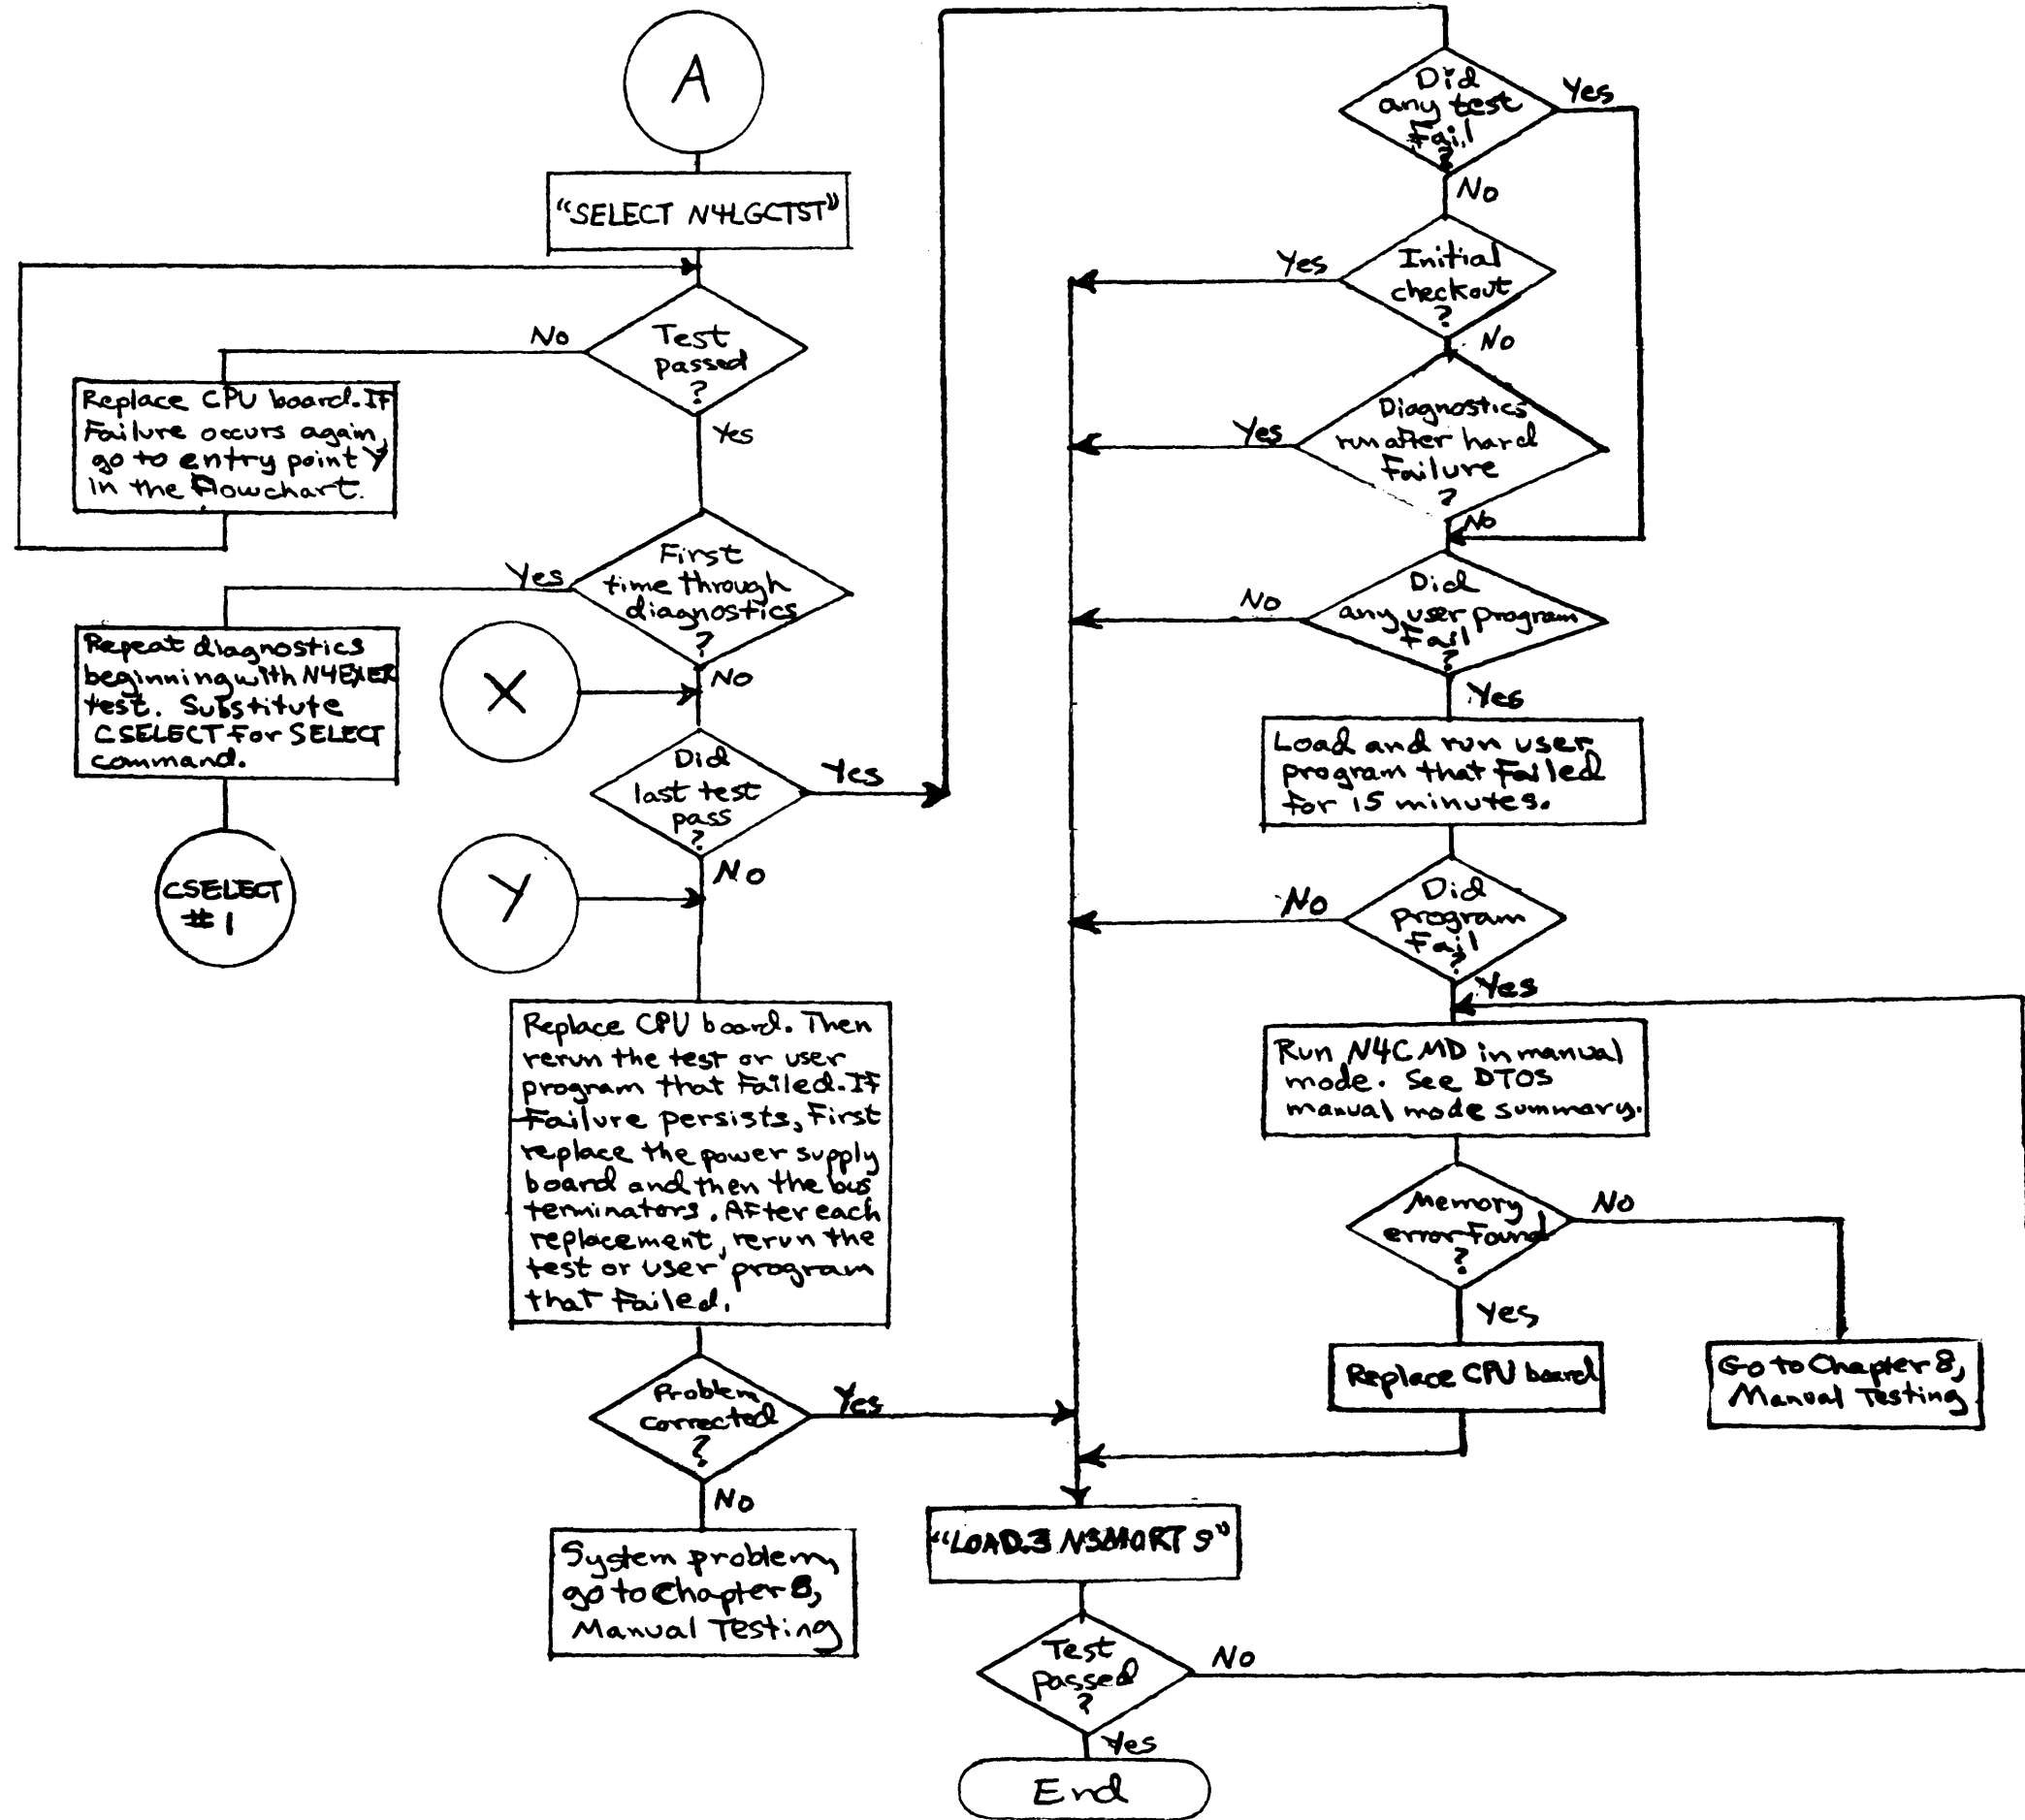 A
"SELECT N4LGCTST"
Test
passed
?
No
Yes
Replace CPU board. IF
Failure occurs again,
go to entry point Y
in the Flowchart.
First
time through
diagnostics
?
Yes
No
Repeat diagnostics
beginning with N4EXER
test. Substitute
CSELECT For SELECT
command.
CSELECT
#1
X
Did
last test
pass
?
Yes
No
Y
Replace CPU board. Then
rerun the test or user
program that Failed. IF
Failure persists, First
replace the power supply
board and then the bus
terminators. AFter each
replacement, rerun the
test or user program
that Failed.
Problem
corrected
?
Yes
No
System problem,
go to Chapter 8,
Manual Testing
Did
any test
Fail
?
Yes
No
Initial
checkout
?
Yes
No
Diagnostics
run after hard
Failure
?
Yes
No
Did
any user program
Fail
?
No
Yes
Load and run user
program that Failed
for 15 minutes.
Did
program
Fail
?
No
Yes
Run N4CMD in manual
mode. See DTOS
manual mode summary.
Memory
error Found
?
No
Yes
Replace CPU board
Go to Chapter 8,
Manual Testing
"LOAD.3 S"
Test
passed
?
No
Yes
End